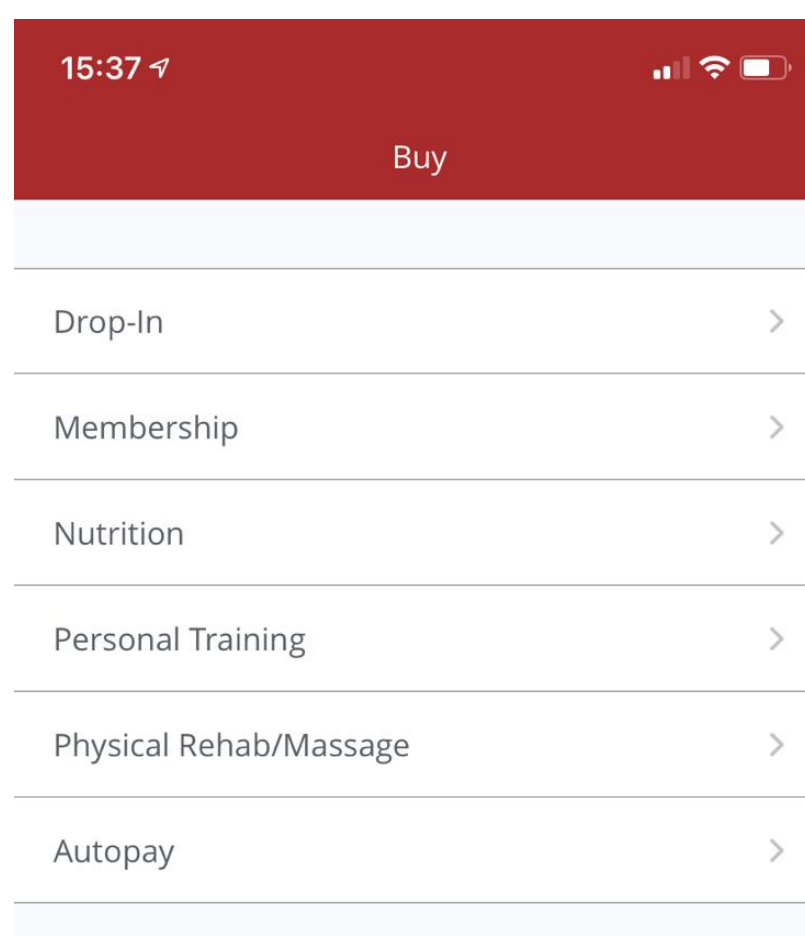 15:37
Buy
Drop-In
Membership
Nutrition
Personal Training
Physical Rehab/Massage
Autopay